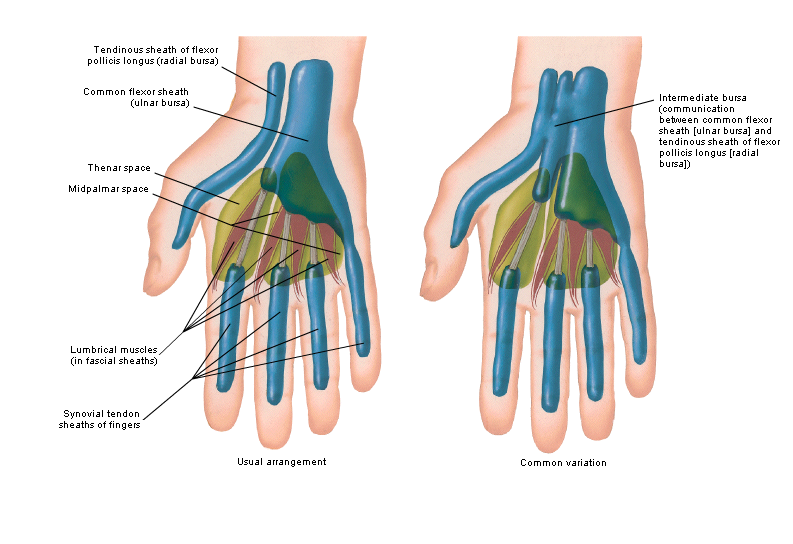 Tendinous sheath of flexor
pollicis longus (radial bursa)
Common flexor sheath
(ulnar bursa)
Thenar space
Midpalmar space
Lumbrical muscles
(in fascial sheaths)
Synovial tendon
sheaths of fingers
Usual arrangement
Intermediate bursa
(communication
between common flexor
sheath [ulnar bursa] and
tendinous sheath of flexor
pollicis longus [radial
bursa])
Common variation